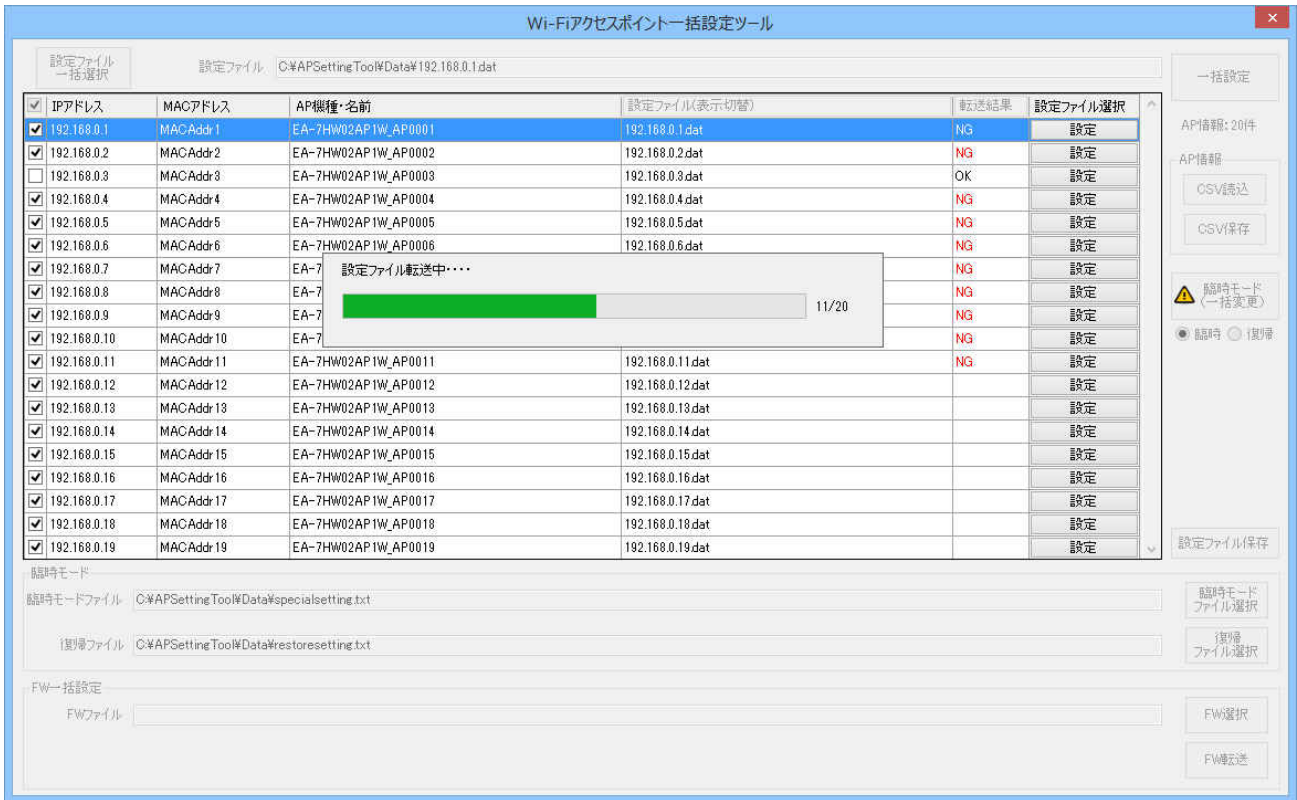 Wi-Fiアクセスポイント一括設定ツール
設定ファイル
一括選択
設定ファイル C:¥APSettingTool¥Data¥192.168.0.1.dat
一括設定
IPアドレス MACアドレス AP機種・名前 設定ファイル(表示切替) 転送結果 設定ファイル選択
192.168.0.1 MACAddr1 EA-7HW02AP1W_AP0001 192.168.0.1.dat NG 設定
AP情報: 20件
192.168.0.2 MACAddr2 EA-7HW02AP1W_AP0002 192.168.0.2.dat NG 設定
AP情報
192.168.0.3 MACAddr3 EA-7HW02AP1W_AP0003 192.168.0.3.dat OK 設定
CSV読込
192.168.0.4 MACAddr4 EA-7HW02AP1W_AP0004 192.168.0.4.dat NG 設定
192.168.0.5 MACAddr5 EA-7HW02AP1W_AP0005 192.168.0.5.dat NG 設定
CSV保存
192.168.0.6 MACAddr6 EA-7HW02AP1W_AP0006 192.168.0.6.dat NG 設定
192.168.0.7 MACAddr7 EA-7 NG 設定
設定ファイル転送中・・・・
192.168.0.8 MACAddr8 EA-7 NG 設定
臨時モード
(一括変更)
11/20
192.168.0.9 MACAddr9 EA-7 NG 設定
192.168.0.10 MACAddr10 EA-7 NG 設定
臨時 復帰
192.168.0.11 MACAddr11 EA-7HW02AP1W_AP0011 192.168.0.11.dat NG 設定
192.168.0.12 MACAddr12 EA-7HW02AP1W_AP0012 192.168.0.12.dat 設定
192.168.0.13 MACAddr13 EA-7HW02AP1W_AP0013 192.168.0.13.dat 設定
192.168.0.14 MACAddr14 EA-7HW02AP1W_AP0014 192.168.0.14.dat 設定
192.168.0.15 MACAddr15 EA-7HW02AP1W_AP0015 192.168.0.15.dat 設定
192.168.0.16 MACAddr16 EA-7HW02AP1W_AP0016 192.168.0.16.dat 設定
192.168.0.17 MACAddr17 EA-7HW02AP1W_AP0017 192.168.0.17.dat 設定
192.168.0.18 MACAddr18 EA-7HW02AP1W_AP0018 192.168.0.18.dat 設定
192.168.0.19 MACAddr19 EA-7HW02AP1W_AP0019 192.168.0.19.dat 設定
設定ファイル保存
臨時モード
臨時モードファイル C:¥APSettingTool¥Data¥specialsetting.txt
臨時モード
ファイル選択
復帰ファイル C:¥APSettingTool¥Data¥restoresetting.txt
復帰
ファイル選択
FW一括設定
FWファイル
FW選択
FW転送